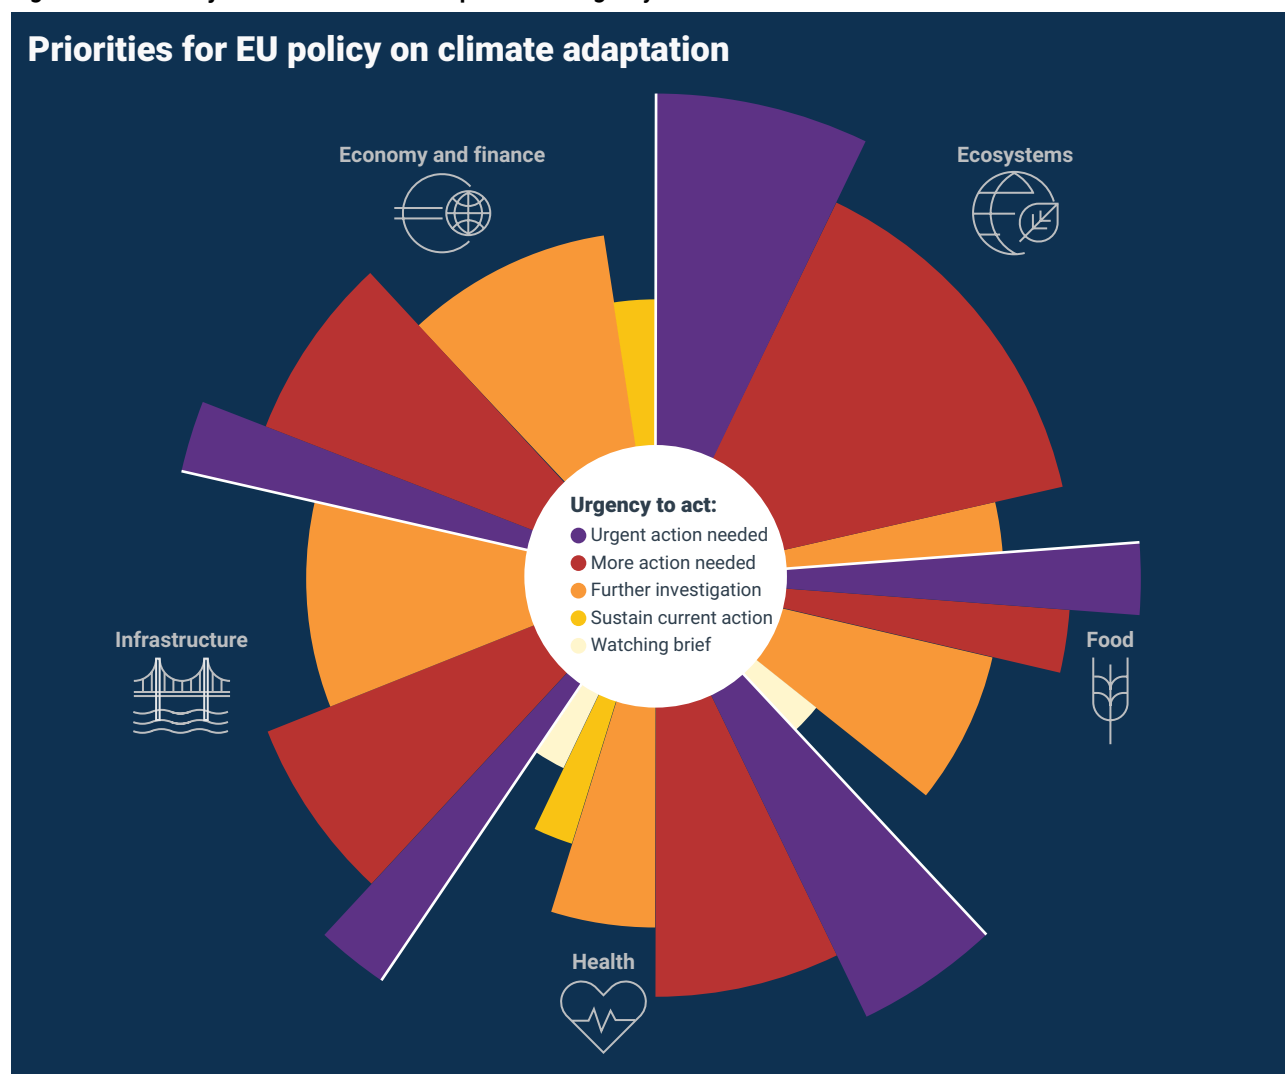 Priorities for EU policy on climate adaptation
Economy and finance
Ecosystems
Urgency to act:
Urgent action needed
More action needed
Further investigation
Sustain current action
Watching brief
Infrastructure
Food
Health